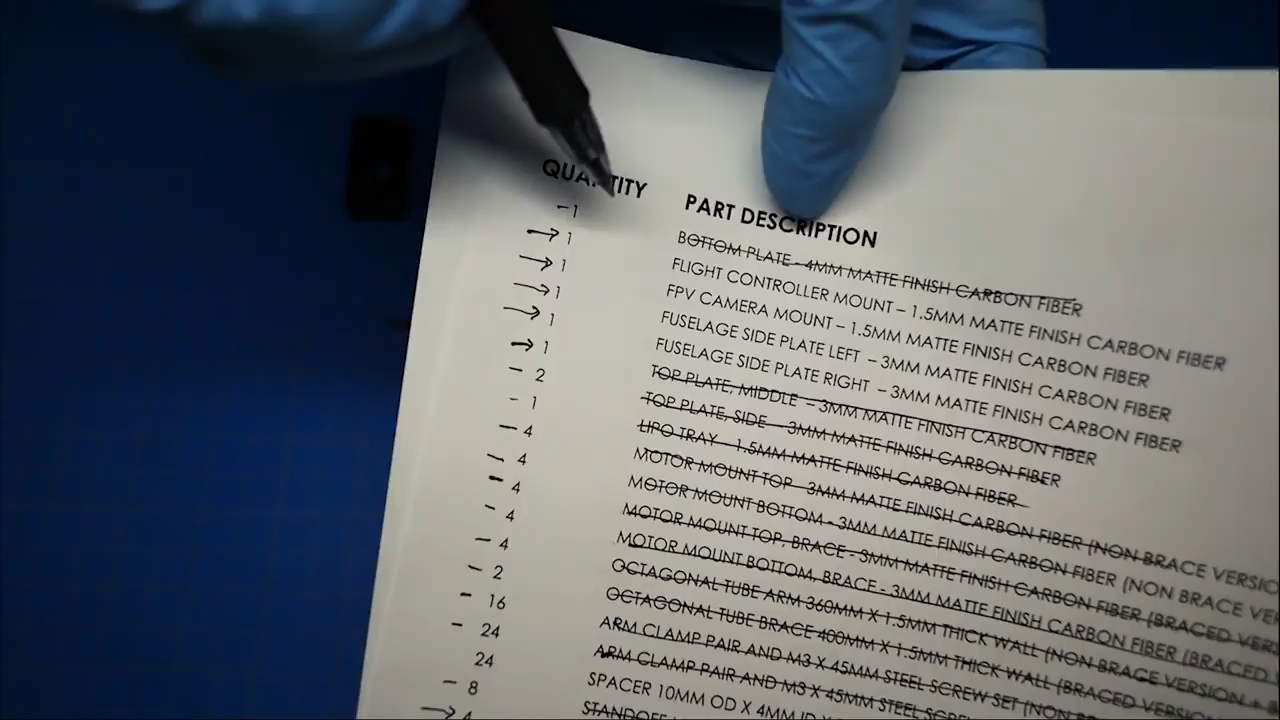 QUANTITY PART DESCRIPTION
1 BOTTOM PLATE - 4MM MATTE FINISH CARBON FIBER
1 FLIGHT CONTROLLER MOUNT – 1.5MM MATTE FINISH CARBON FIBER
1 FPV CAMERA MOUNT – 1.5MM MATTE FINISH CARBON FIBER
1 FUSELAGE SIDE PLATE LEFT – 3MM MATTE FINISH CARBON FIBER
1 FUSELAGE SIDE PLATE RIGHT – 3MM MATTE FINISH CARBON FIBER
1 TOP PLATE, MIDDLE – 3MM MATTE FINISH CARBON FIBER
2 TOP PLATE, SIDE - 3MM MATTE FINISH CARBON FIBER
1 LIPO TRAY - 1.5MM MATTE FINISH CARBON FIBER
4 MOTOR MOUNT TOP - 3MM MATTE FINISH CARBON FIBER (NON BRACE VERSIO
4 MOTOR MOUNT BOTTOM - 3MM MATTE FINISH CARBON FIBER (NON BRACE VE
4 MOTOR MOUNT TOP, BRACE - 3MM MATTE FINISH CARBON FIBER (BRACED VERS
4 MOTOR MOUNT BOTTOM, BRACE - 3MM MATTE FINISH CARBON FIBER (BRACED
4 OCTAGONAL TUBE ARM 360MM X 1.5MM THICK WALL (NON BRACE VERSION +
2 OCTAGONAL TUBE BRACE 400MM X 1.5MM THICK WALL (BRACED VERSION
16 ARM CLAMP PAIR AND M3 X 45MM STEEL SCREW SET (NON
24 ARM CLAMP PAIR AND M3 X 45MM STEEL SCREW
24 SPACER 10MM OD X 4MM ID X
8 STANDOFF
4